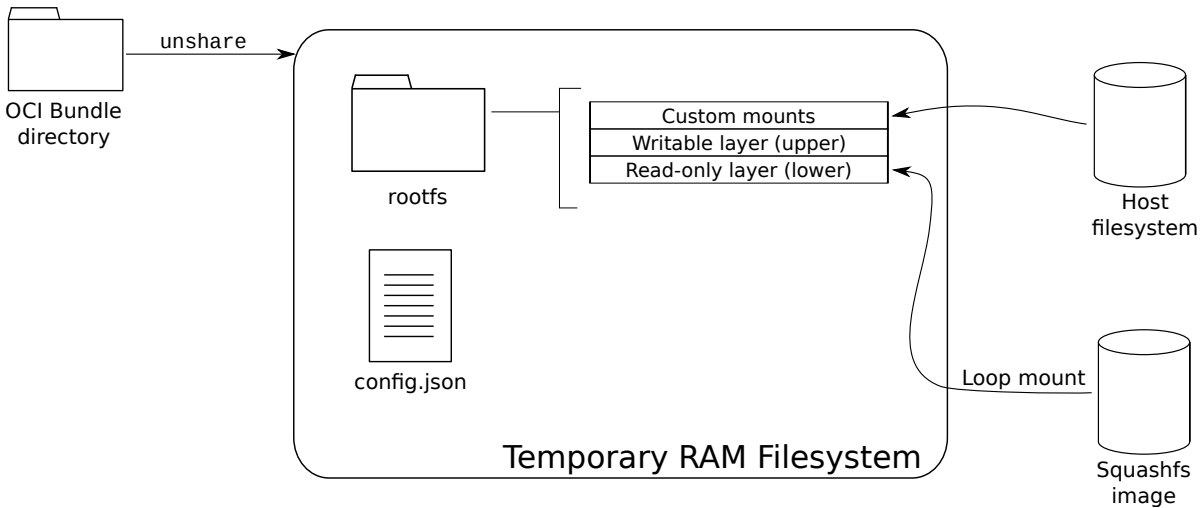 unshare
OCI Bundle
directory
rootfs
config.json
Custom mounts
Writable layer (upper)
Read-only layer (lower)
Host
filesystem
Loop mount
Squashfs
image
Temporary RAM Filesystem